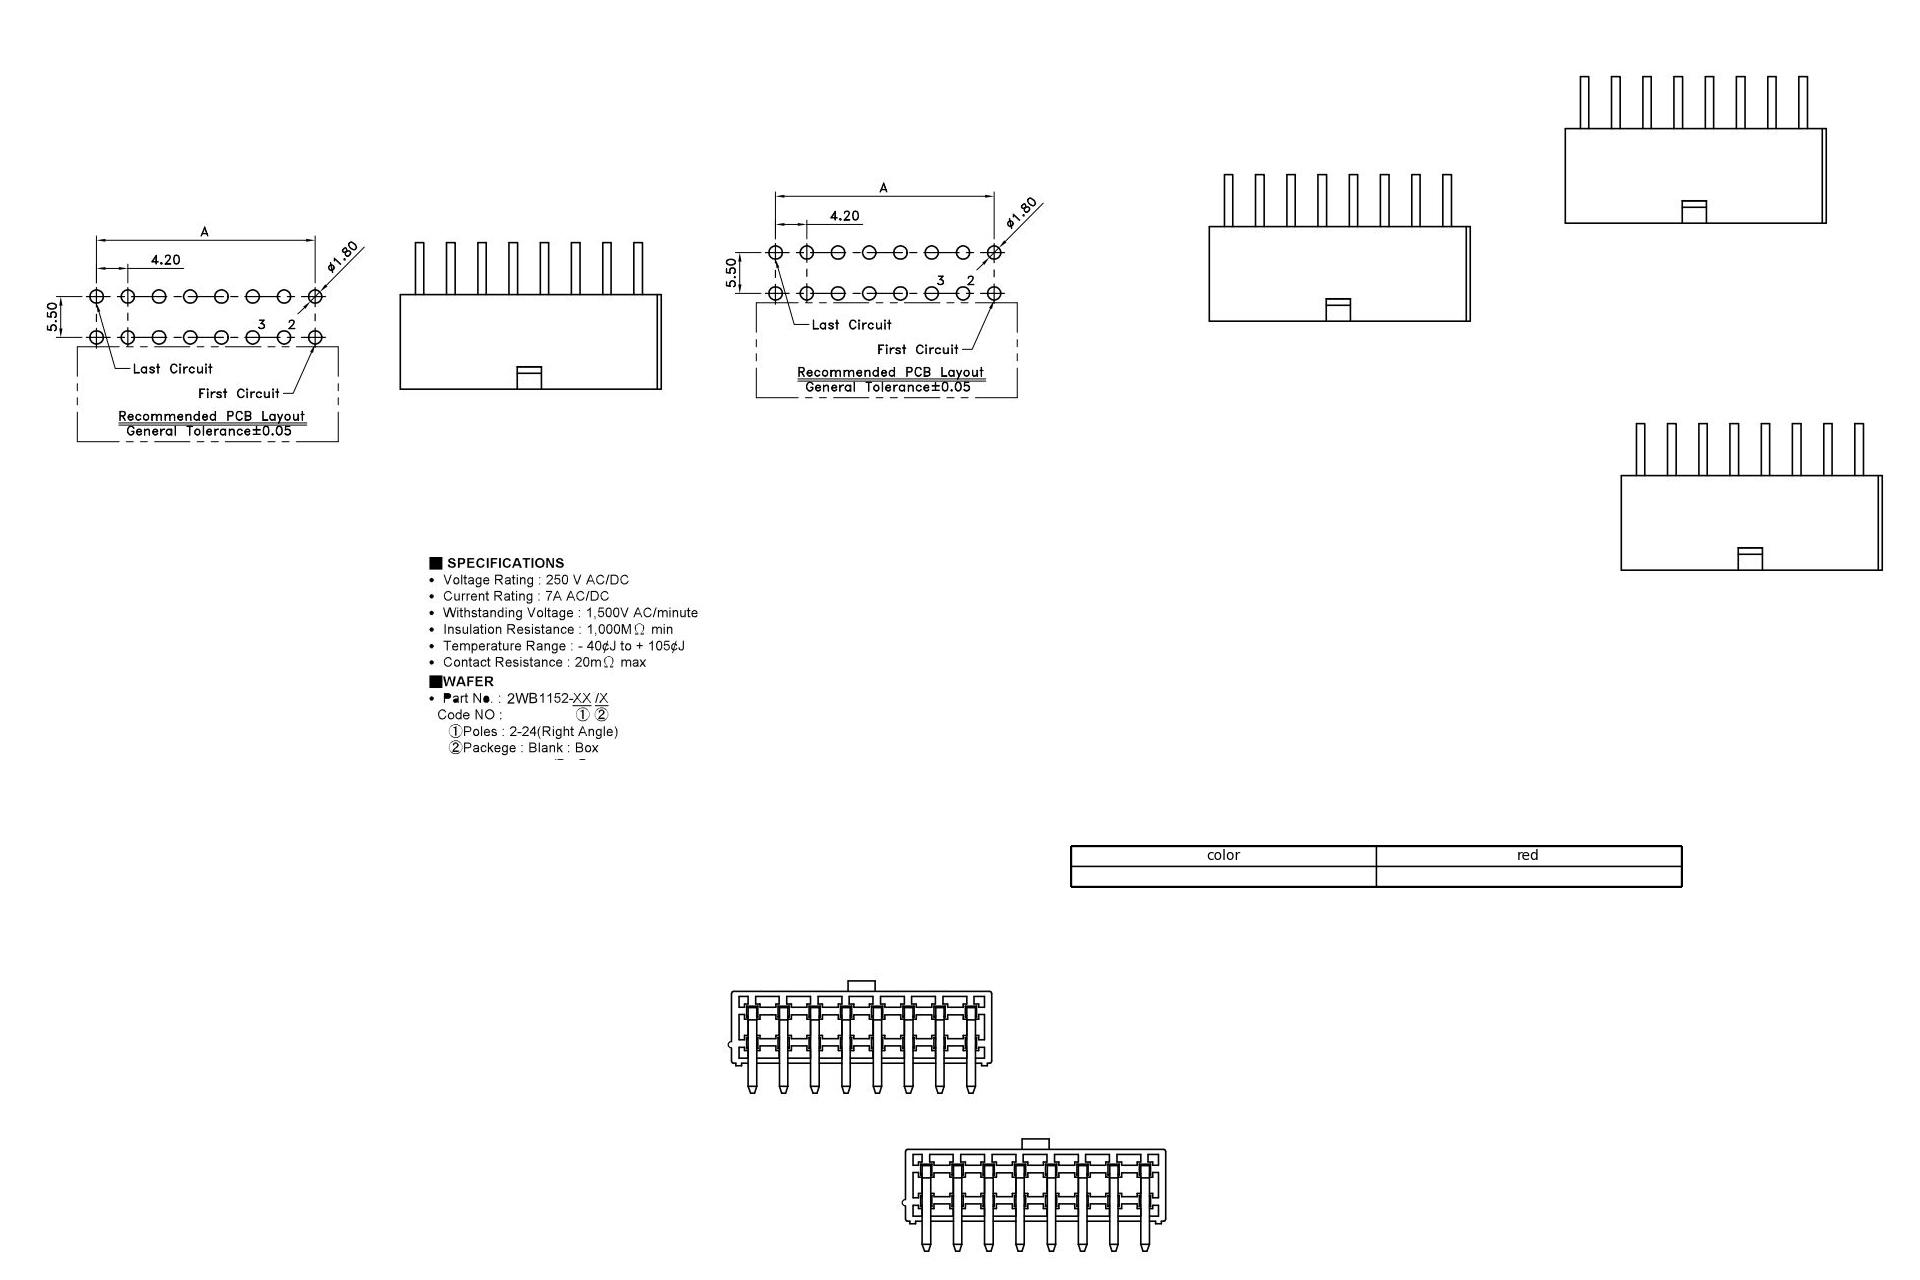 A
4.20
ø1.80
5.50
3 2
Last Circuit
First Circuit
Recommended PCB Layout
General Tolerance±0.05
A
4.20
ø1.80
5.50
3 2
Last Circuit
First Circuit
Recommended PCB Layout
General Tolerance±0.05
■ SPECIFICATIONS
• Voltage Rating : 250 V AC/DC
• Current Rating : 7A AC/DC
• Withstanding Voltage : 1,500V AC/minute
• Insulation Resistance : 1,000MΩ min
• Temperature Range : - 40¢J to + 105¢J
• Contact Resistance : 20mΩ max
■WAFER
• Part No. : 2WB1152-XX /X
Code NO : ① ②
①Poles : 2-24(Right Angle)
②Packege : Blank : Box
color red